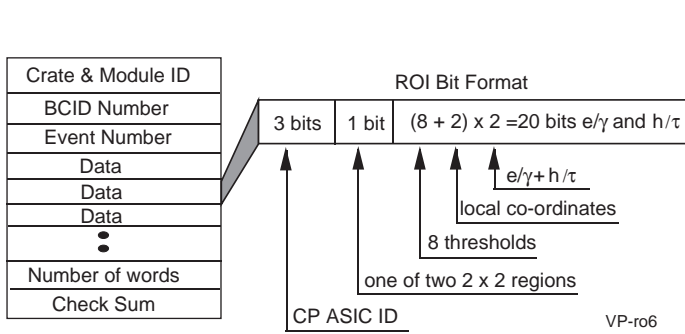 Crate & Module ID
BCID Number
Event Number
Data
Data
Data
Number of words
Check Sum
ROI Bit Format
3 bits
1 bit
(8 + 2) x 2 =20 bits e/γ and h/τ
e/γ+h/τ
local co-ordinates
8 thresholds
one of two 2 x 2 regions
CP ASIC ID
VP-ro6